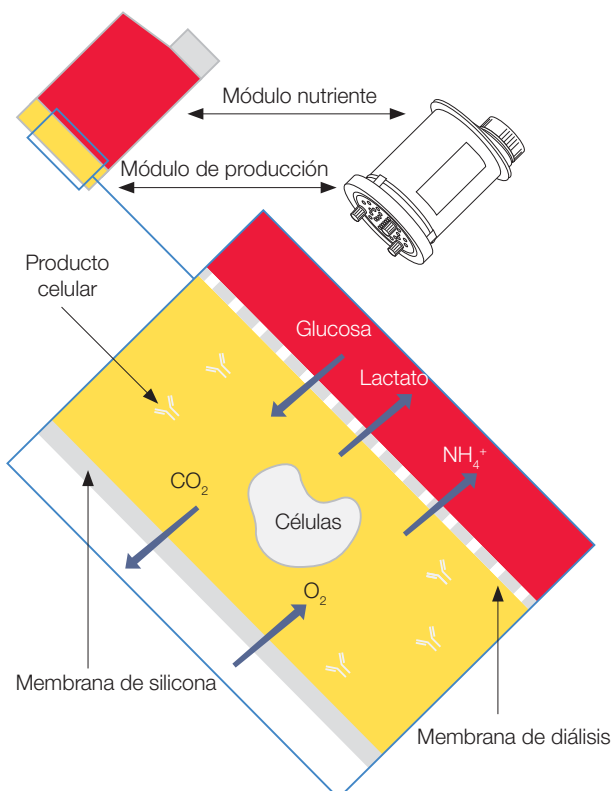 Módulo nutriente
Módulo de producción
Producto
celular
Glucosa
Lactato
NH₄⁺
CO₂
Células
O₂
Membrana de silicona
Membrana de diálisis